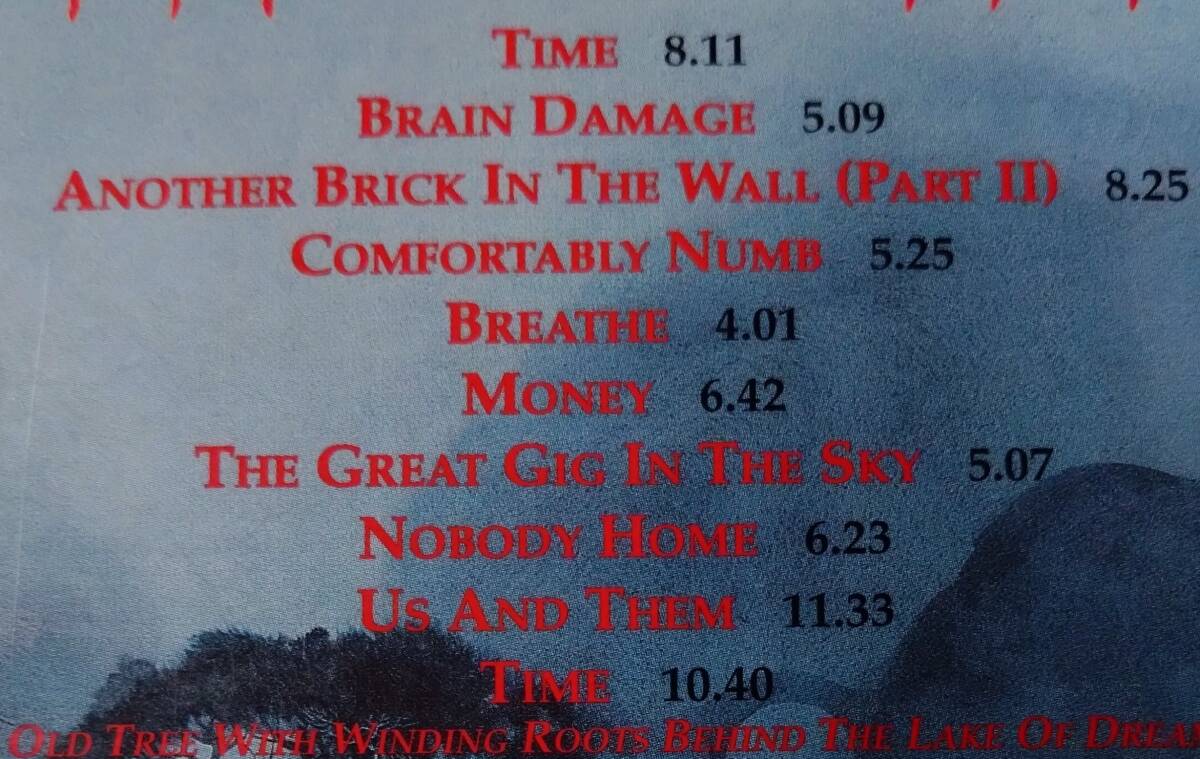 TIME 8.11
BRAIN DAMAGE 5.09
ANOTHER BRICK IN THE WALL (PART II) 8.25
COMFORTABLY NUMB 5.25
BREATHE 4.01
MONEY 6.42
THE GREAT GIG IN THE SKY 5.07
NOBODY HOME 6.23
US AND THEM 11.33
TIME 10.40
OLD TREE WITH WINDING ROOTS BEHIND THE LAKE OF